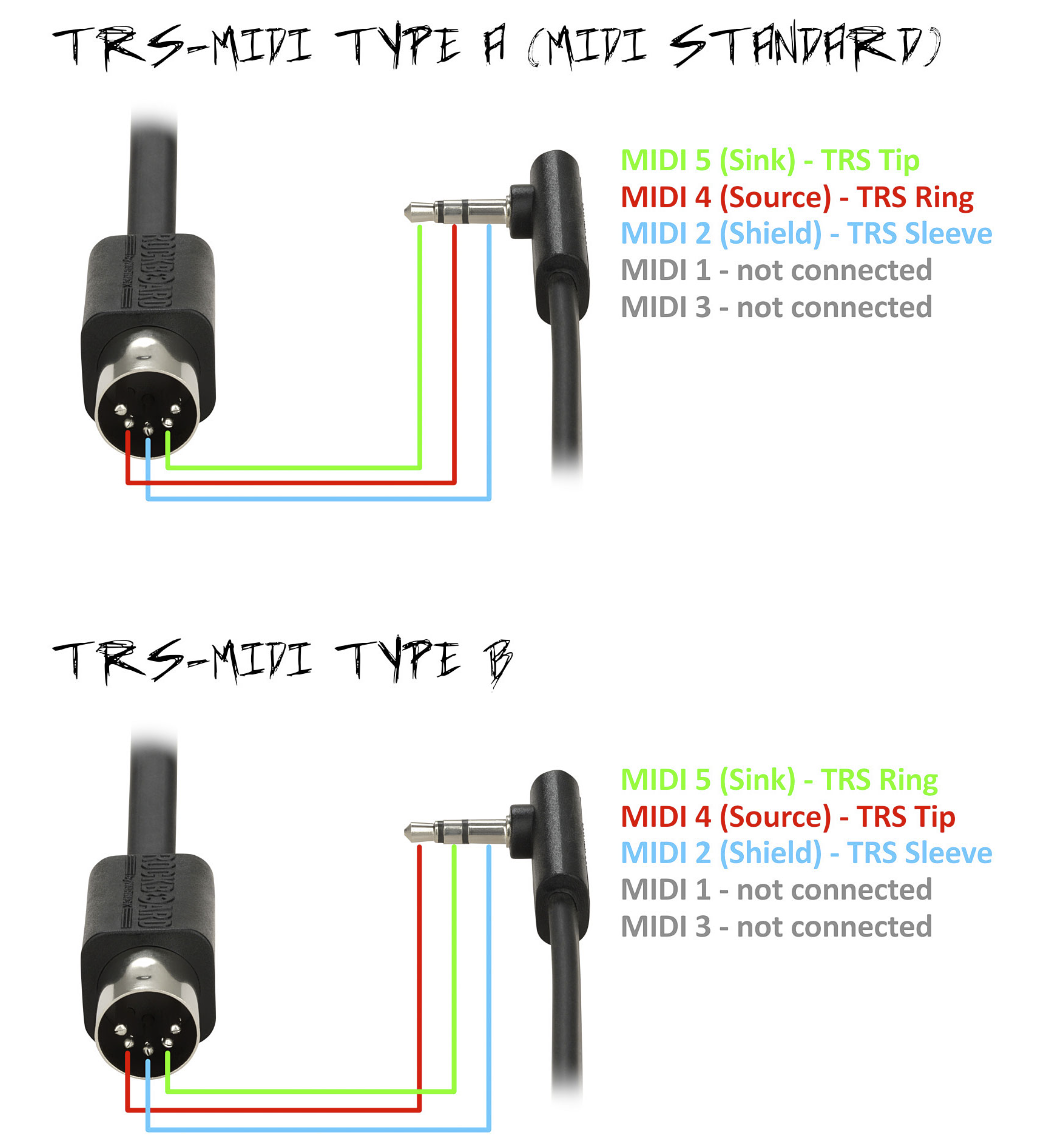 TRS-MIDI TYPE A (MIDI STANDARD)
MIDI 5 (Sink) - TRS Tip
MIDI 4 (Source) - TRS Ring
MIDI 2 (Shield) - TRS Sleeve
MIDI 1 - not connected
MIDI 3 - not connected
ROCKBOARD
TRS-MIDI TYPE B
MIDI 5 (Sink) - TRS Ring
MIDI 4 (Source) - TRS Tip
MIDI 2 (Shield) - TRS Sleeve
MIDI 1 - not connected
MIDI 3 - not connected
ROCKBOARD